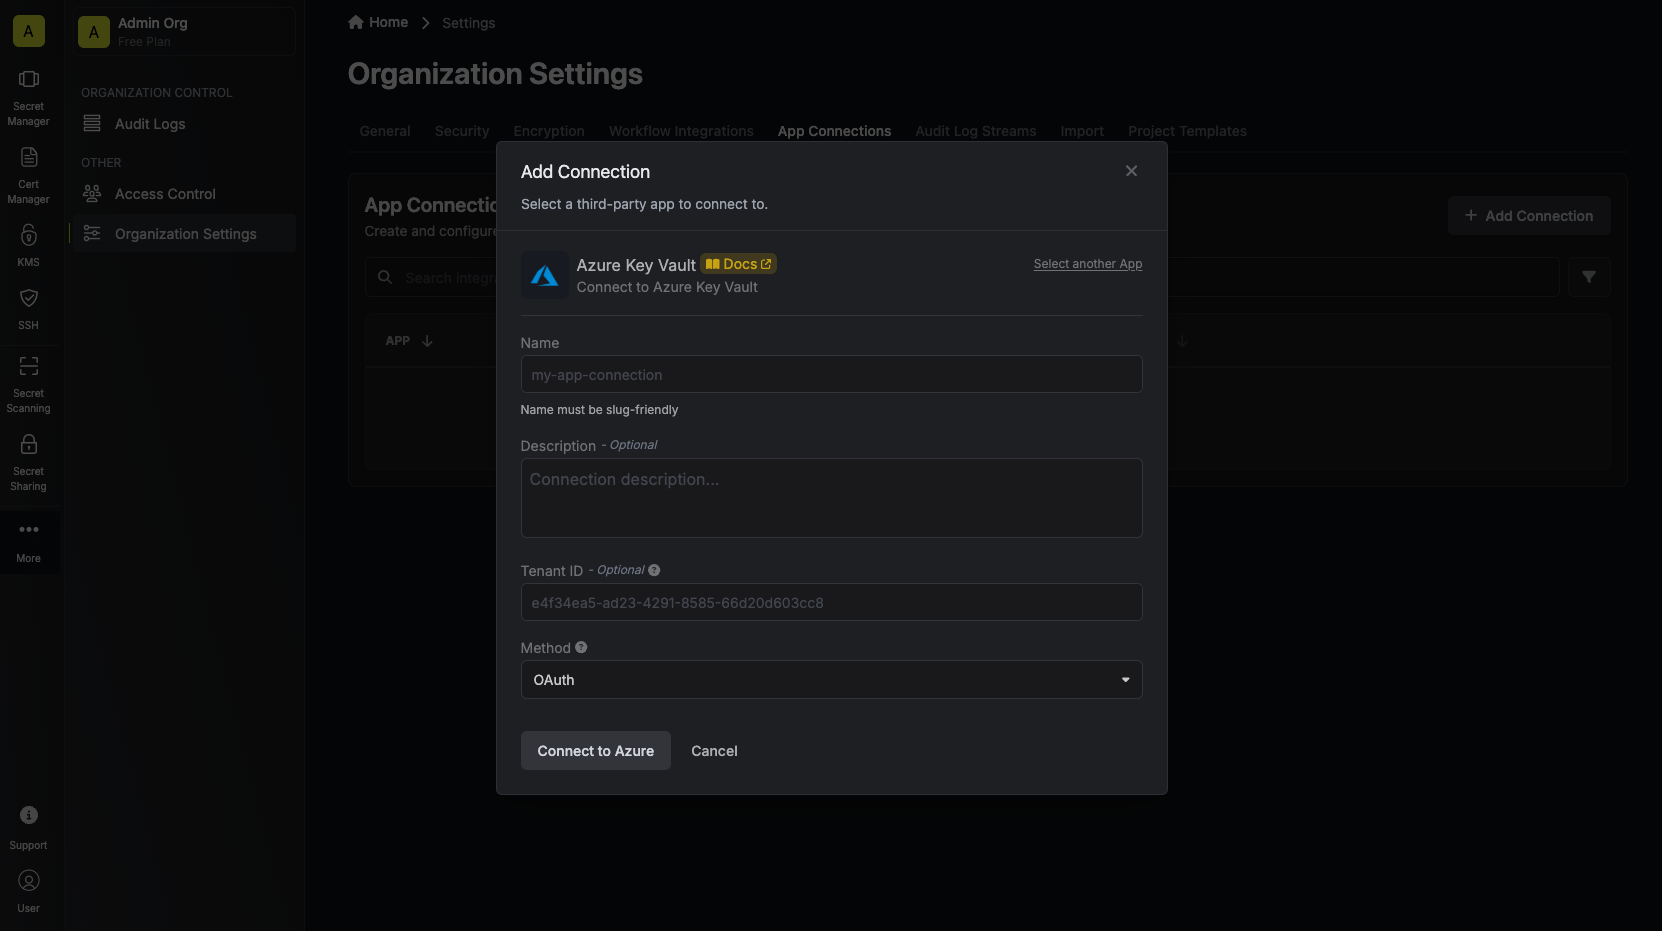 A
Secret
Manager
Cert
Manager
KMS
SSH
Secret
Scanning
Secret
Sharing
More
Support
User
A
Admin Org
Free Plan
ORGANIZATION CONTROL
Audit Logs
OTHER
Access Control
Organization Settings
Home
Settings
Organization Settings
General Security Encryption Workflow Integrations App Connections Audit Log Streams Import Project Templates
App Connectio
Create and configure
Add Connection
Search integr
APP
Add Connection
Select a third-party app to connect to.
Azure Key Vault Docs
Connect to Azure Key Vault
Select another App
Name
my-app-connection
Name must be slug-friendly
Description - Optional
Connection description...
Tenant ID - Optional
e4f34ea5-ad23-4291-8585-66d20d603cc8
Method
OAuth
Connect to Azure
Cancel